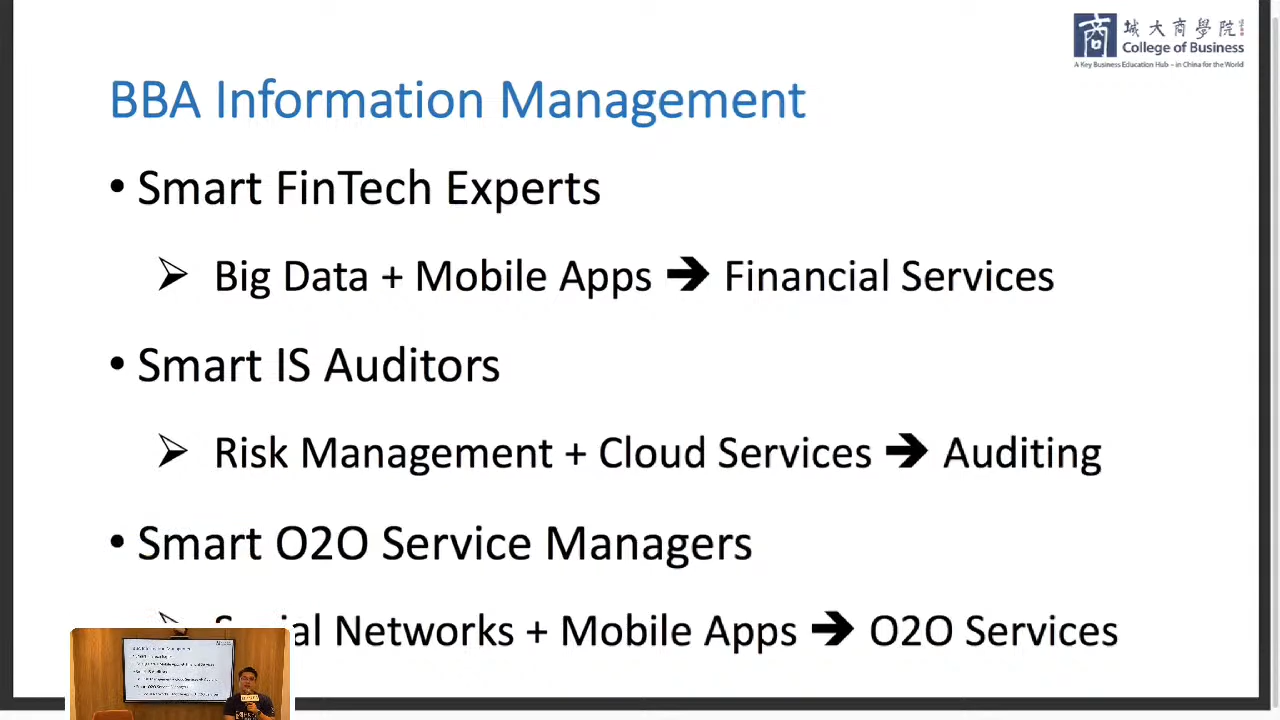 城大商學院
College of Business
A Key Business Education Hub – in China for the World
BBA Information Management
• Smart FinTech Experts
➢ Big Data + Mobile Apps ➔ Financial Services
• Smart IS Auditors
➢ Risk Management + Cloud Services ➔ Auditing
• Smart O2O Service Managers
Networks + Mobile Apps ➔ O2O Services